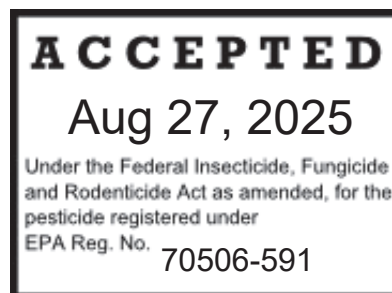 ACCEPTED
Aug 27, 2025
Under the Federal Insecticide, Fungicide
and Rodenticide Act as amended, for the
pesticide registered under
EPA Reg. No. 70506-591